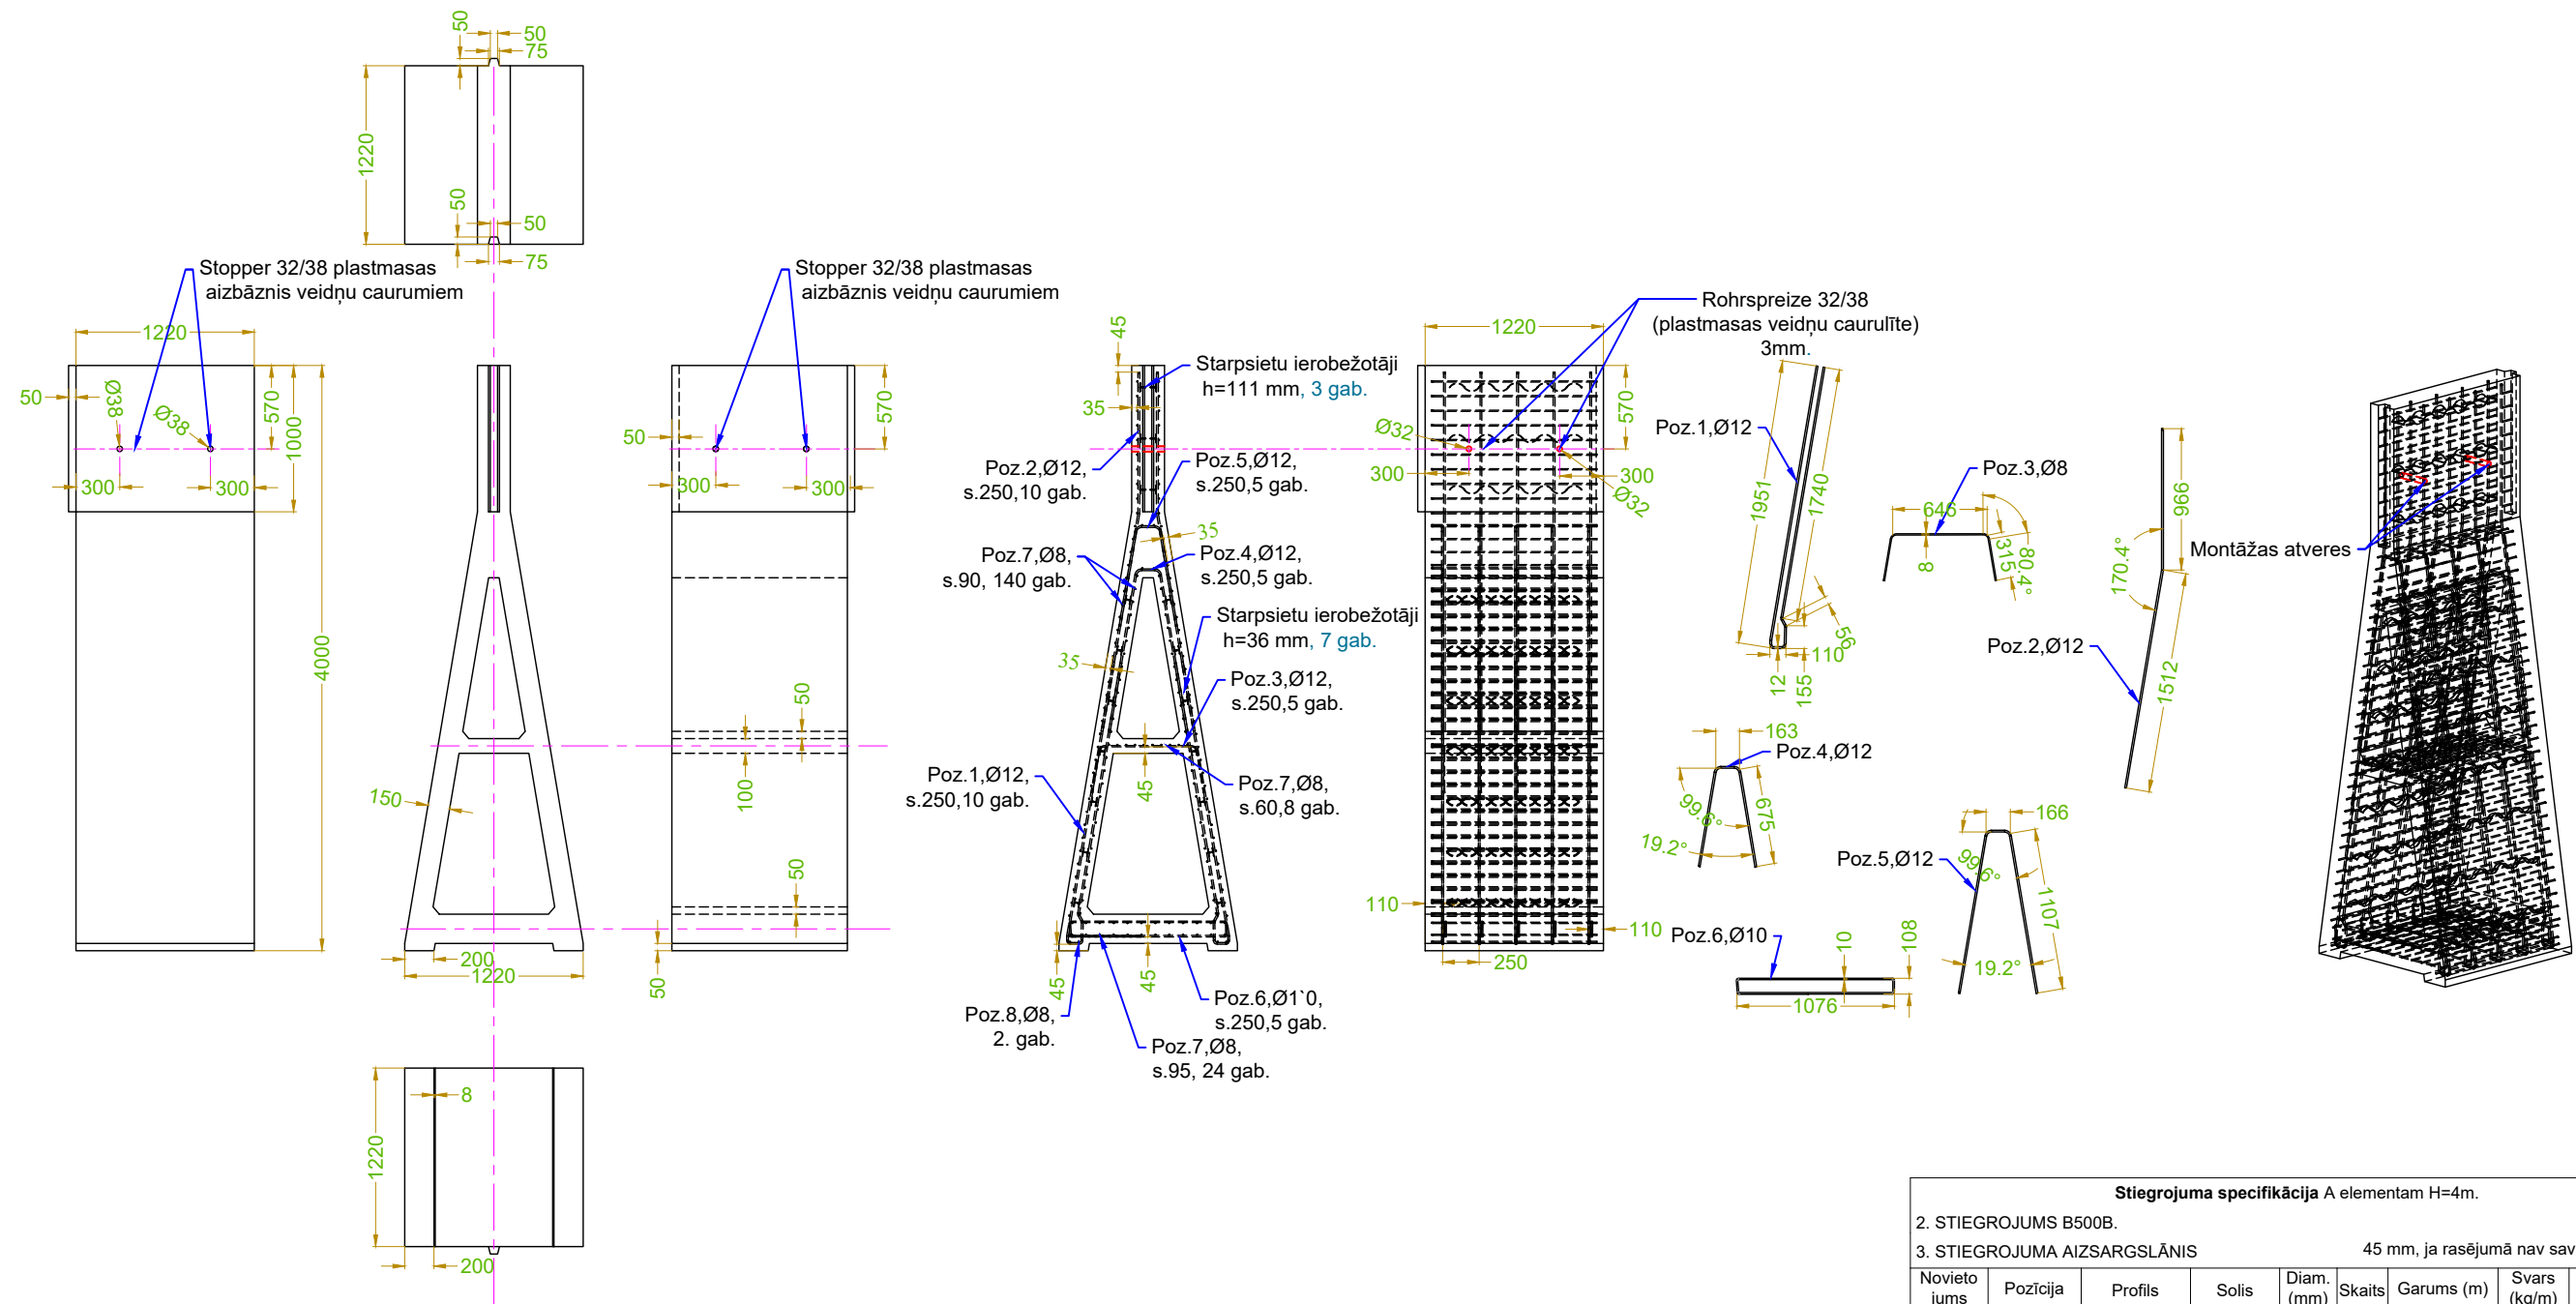 50
50
75
1220
50
50
75
Stopper 32/38 plastmasas
aizbāznis veidņu caurumiem
Stopper 32/38 plastmasas
aizbāznis veidņu caurumiem
1220
50
Ø38
Ø38
570
1000
300
300
4000
150
200
1220
50
570
300
300
50
100
50
50
1220
8
200
45
35
Starpsietu ierobežotāji
h=111 mm, 3 gab.
Poz.2,Ø12,
s.250,10 gab.
Poz.5,Ø12,
s.250,5 gab.
35
Poz.7,Ø8,
s.90, 140 gab.
Poz.4,Ø12,
s.250,5 gab.
Starpsietu ierobežotāji
h=36 mm, 7 gab.
35
Poz.3,Ø12,
s.250,5 gab.
Poz.1,Ø12,
s.250,10 gab.
45
Poz.7,Ø8,
s.60,8 gab.
45
45
Poz.8,Ø8,
2. gab.
Poz.6,Ø1`0,
s.250,5 gab.
Poz.7,Ø8,
s.95, 24 gab.
1220
Rohrspreize 32/38
(plastmasas veidņu caurulīte)
3mm.
570
Ø32
300
300
Ø32
110
110
250
Poz.1,Ø12
1951
1740
56
110
12
155
Poz.3,Ø8
646
8
315
80.4°
163
Poz.4,Ø12
99.6°
675
19.2°
166
Poz.5,Ø12
99.6°
1107
19.2°
Poz.6,Ø10
10
108
1076
966
170.4°
Poz.2,Ø12
1512
Montāžas atveres
Stiegrojuma specifikācija A elementam H=4m.
2. STIEGROJUMS B500B.
3. STIEGROJUMA AIZSARGSLĀNIS 45 mm, ja rasējumā nav sav
Novieto jums Pozīcija Profils Solis Diam. (mm) Skaits Garums (m) Svars (kg/m)